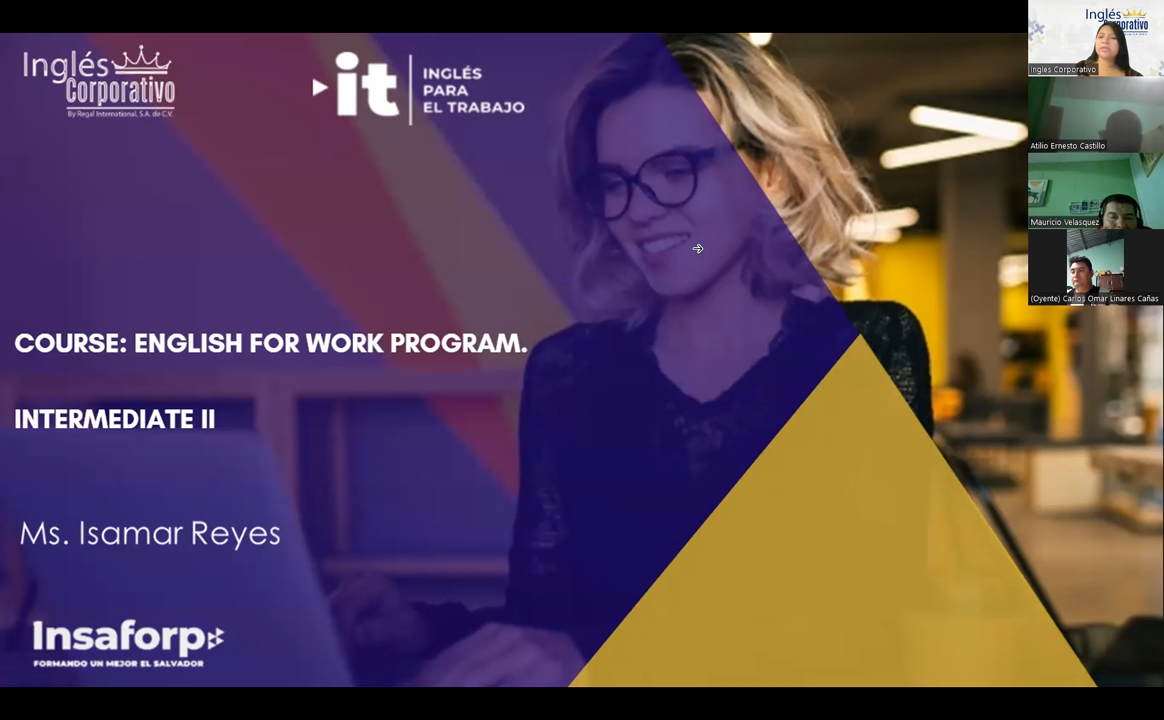 Inglés
Corporativo
By Regal International, S.A. de C.V.
it
INGLÉS
PARA
EL TRABAJO
COURSE: ENGLISH FOR WORK PROGRAM.
INTERMEDIATE II
Ms. Isamar Reyes
Insaforp
FORMANDO UN MEJOR EL SALVADOR
Inglés
Corporativo
Ingles Corporativo
Atilio Ernesto Castillo
Mauricio Velasquez
(Oyente) Carlos Omar Linares Cañas